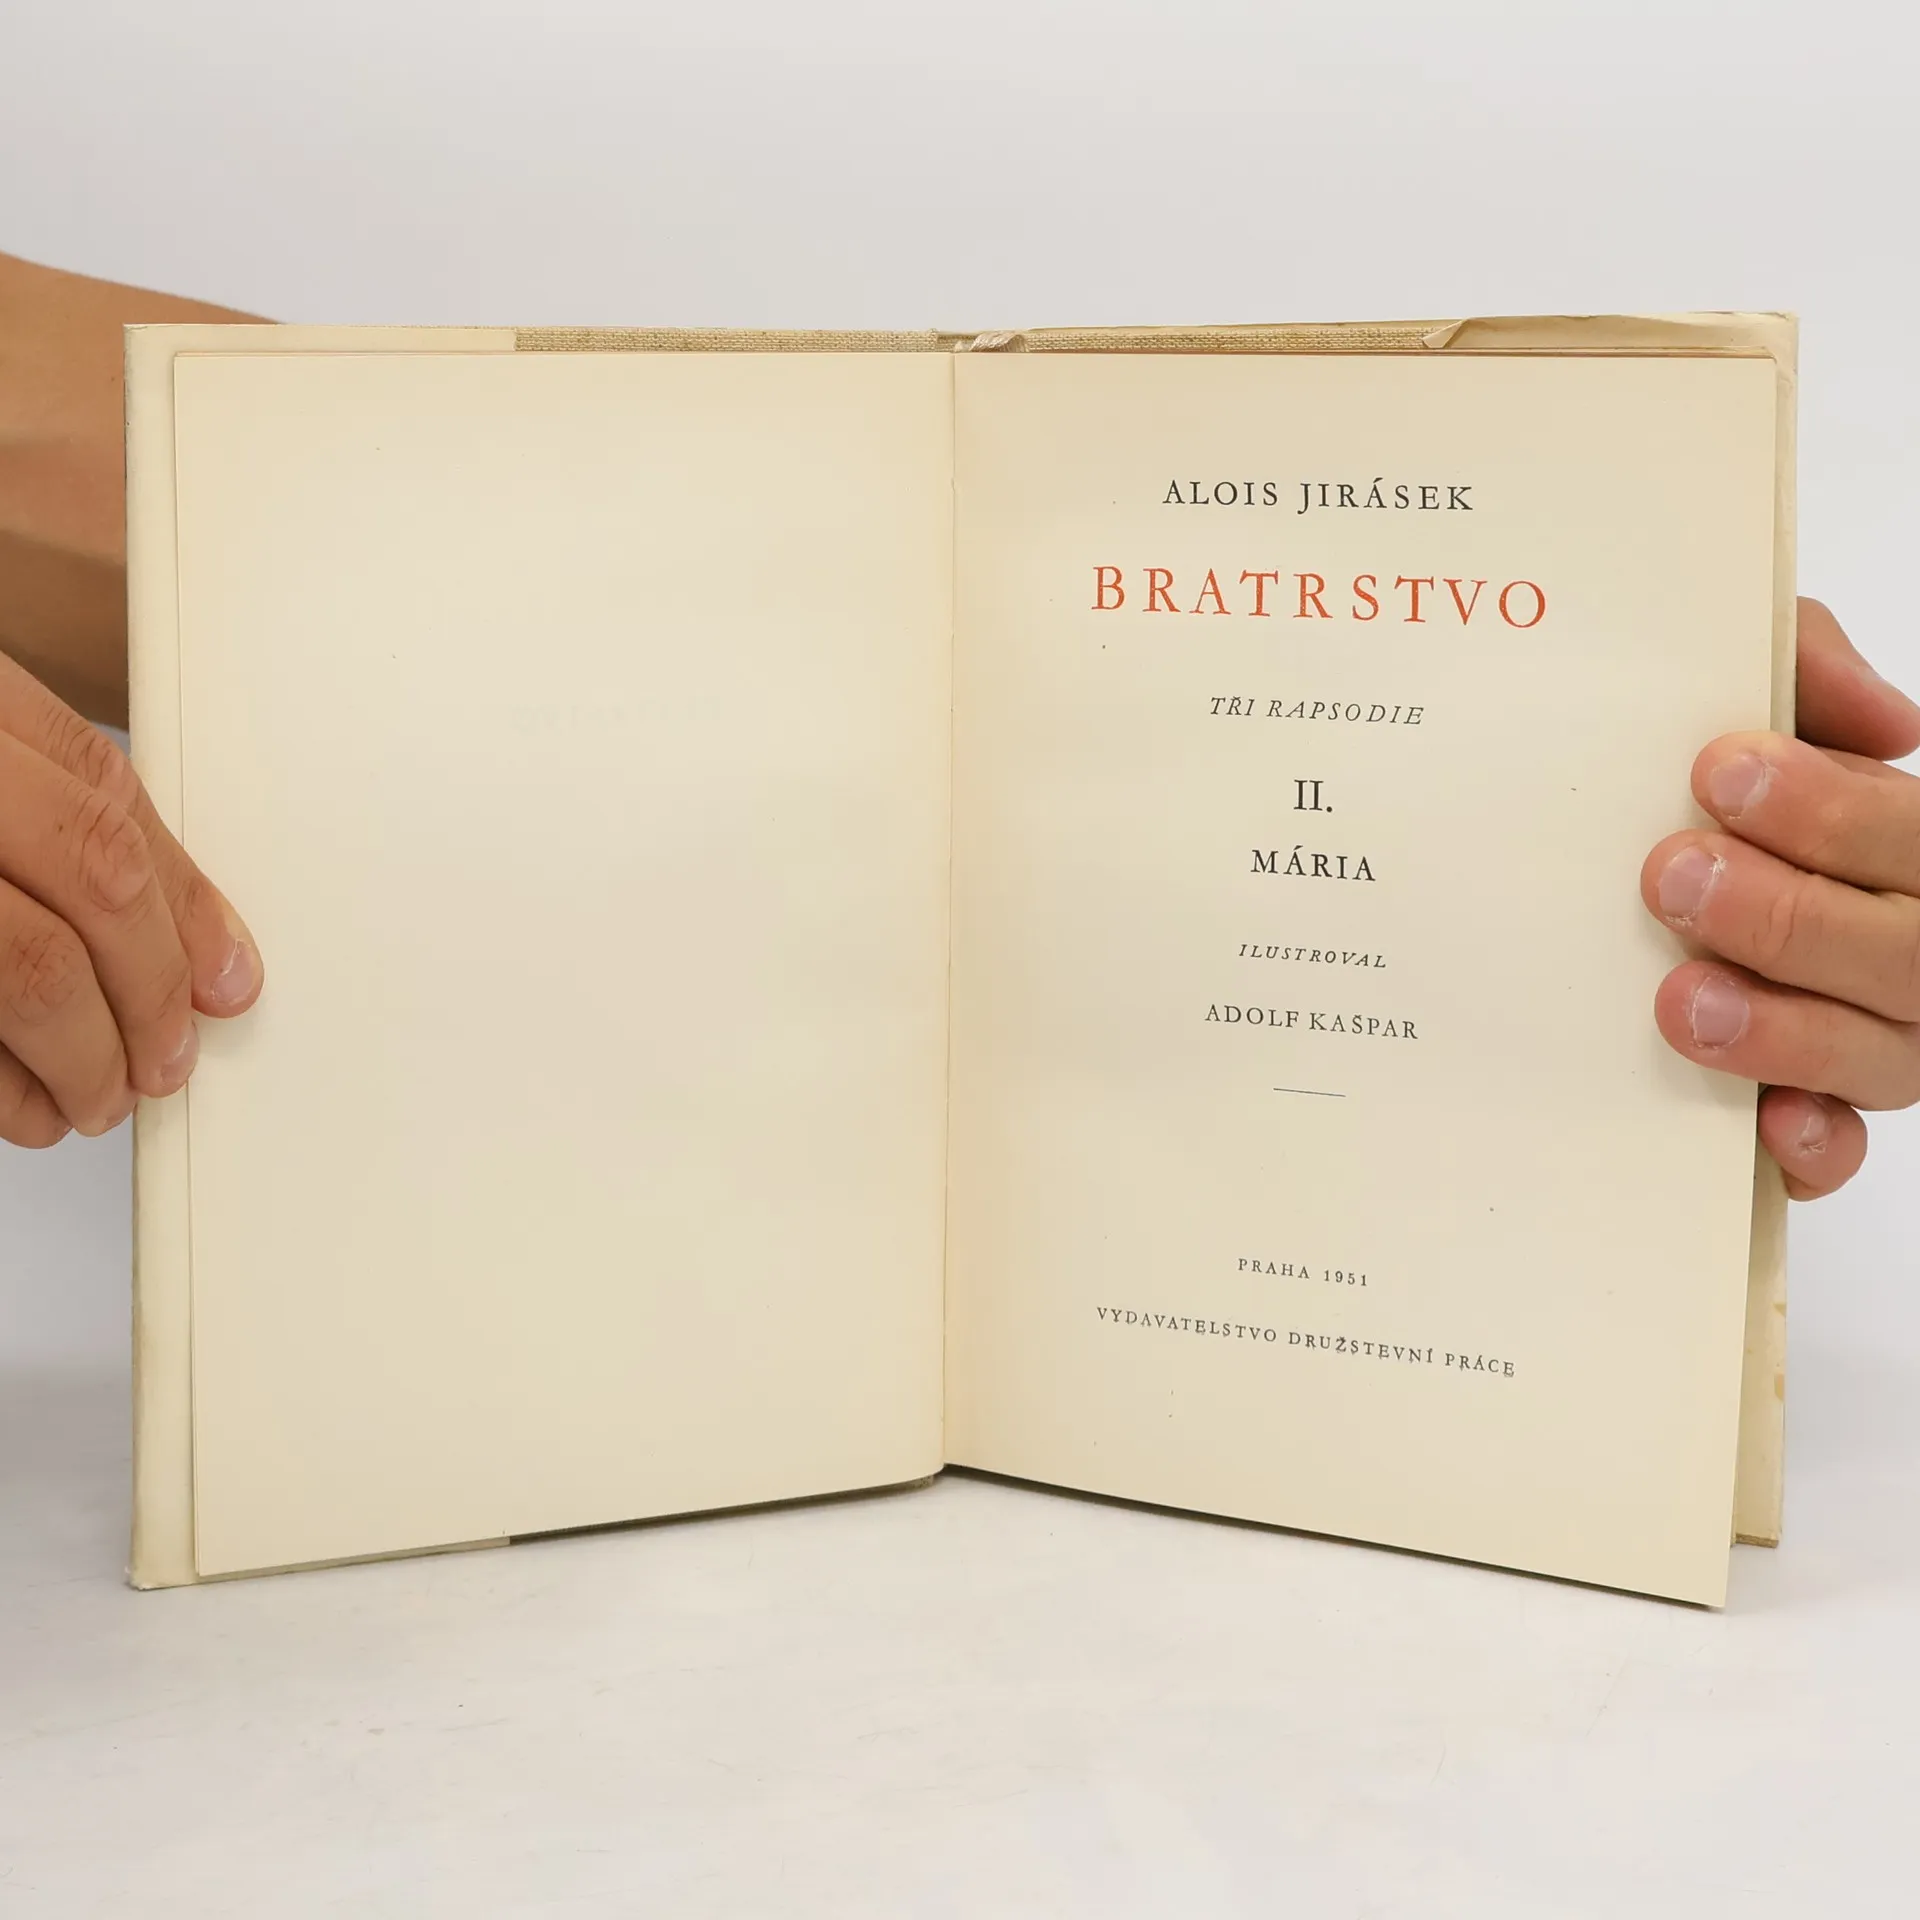 ALOIS JIRÁSEK
BRATRSTVO
TŘI RAPSODIE
II.
MÁRIA
ILUSTROVAL
ADOLF KAŠPAR
PRAHA 1951
VYDAVATELSTVO DRUŽSTEVNÍ PRÁCE